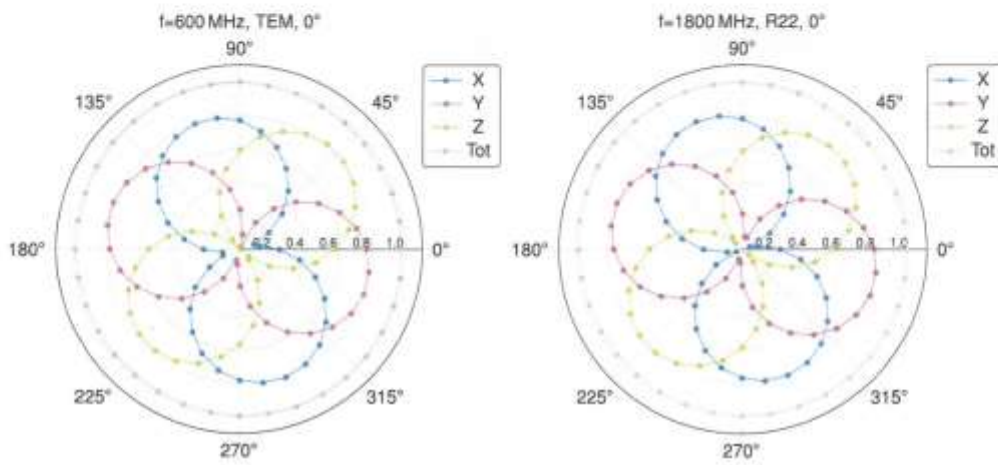 f=600 MHz, TEM, 0°
90°
135°
45°
X
Y
Z
Tot
180°
0.2 0.4 0.6 0.8 1.0
0°
225°
315°
270°
f=1800 MHz, R22, 0°
90°
135°
45°
X
Y
Z
Tot
180°
0.2 0.4 0.6 0.8 1.0
0°
225°
315°
270°